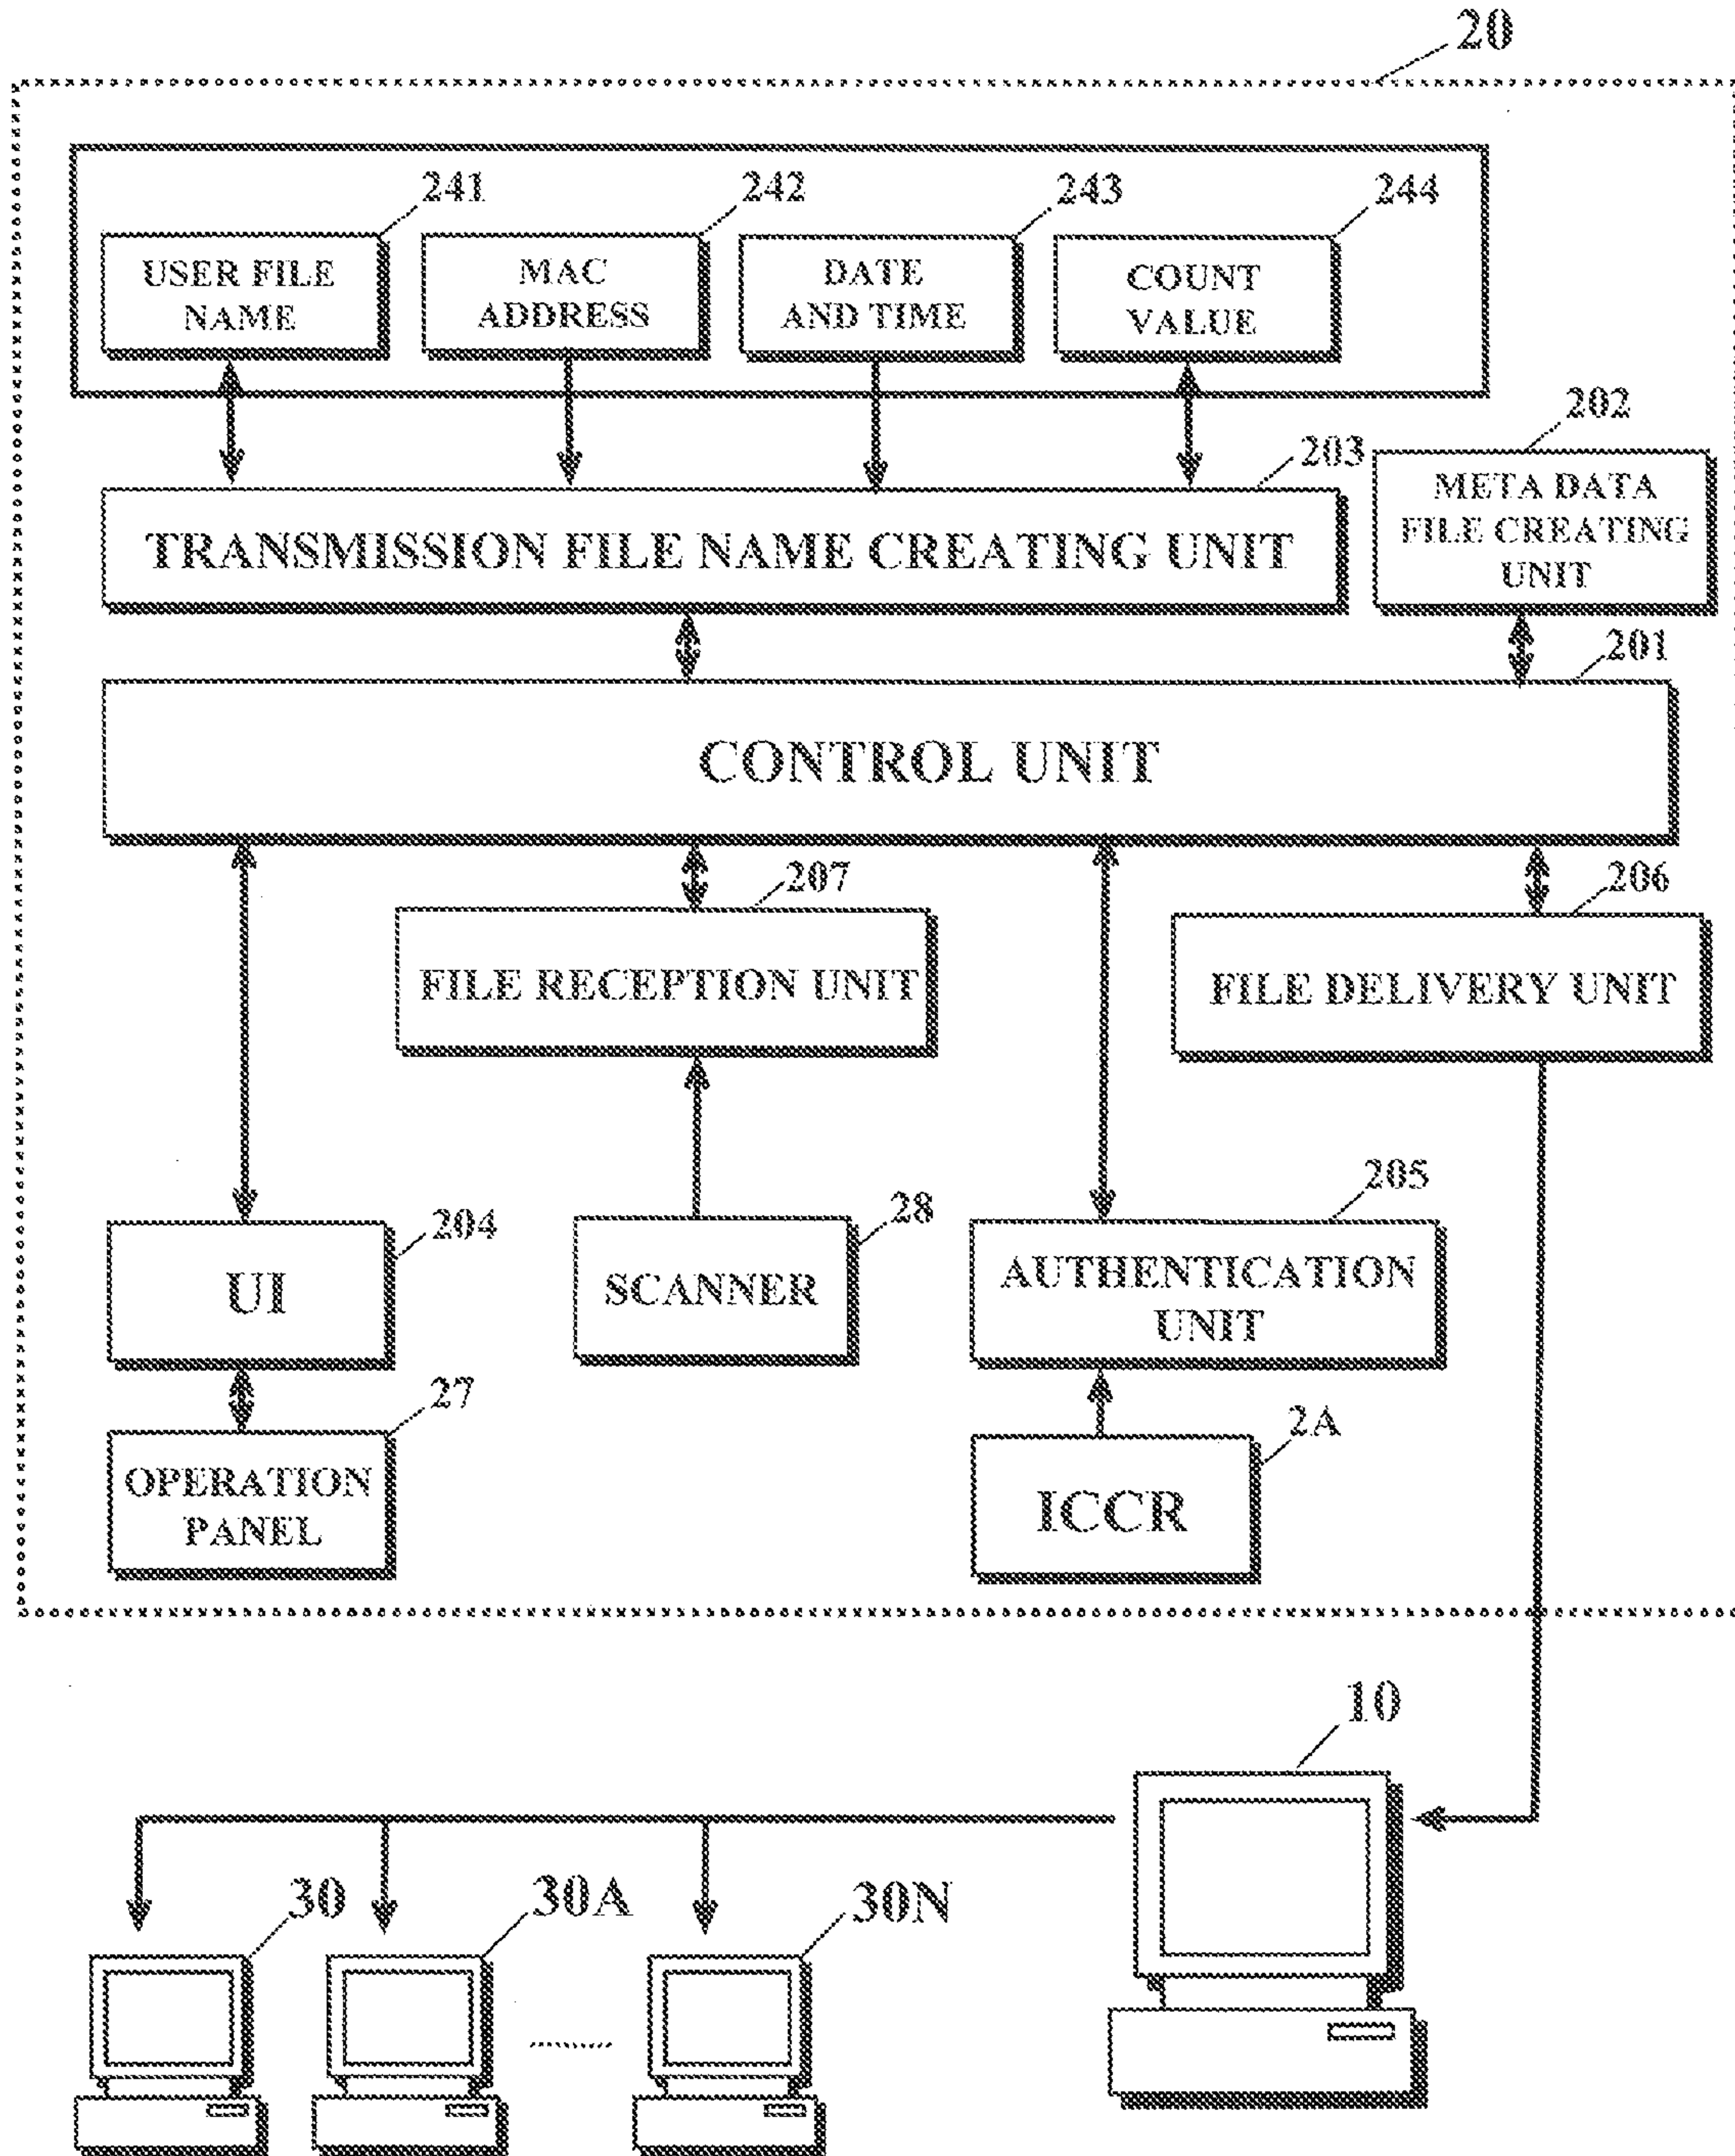 20
241
242
243
244
USER FILE
NAME
MAC
ADDRESS
DATE
AND TIME
COUNT
VALUE
202
203
META DATA
FILE CREATING
UNIT
TRANSMISSION FILE NAME CREATING UNIT
201
CONTROL UNIT
207
206
FILE RECEPTION UNIT
FILE DELIVERY UNIT
204
28
205
UI
SCANNER
AUTHENTICATION
UNIT
27
2A
OPERATION
PANEL
ICCR
10
30
30A
30N